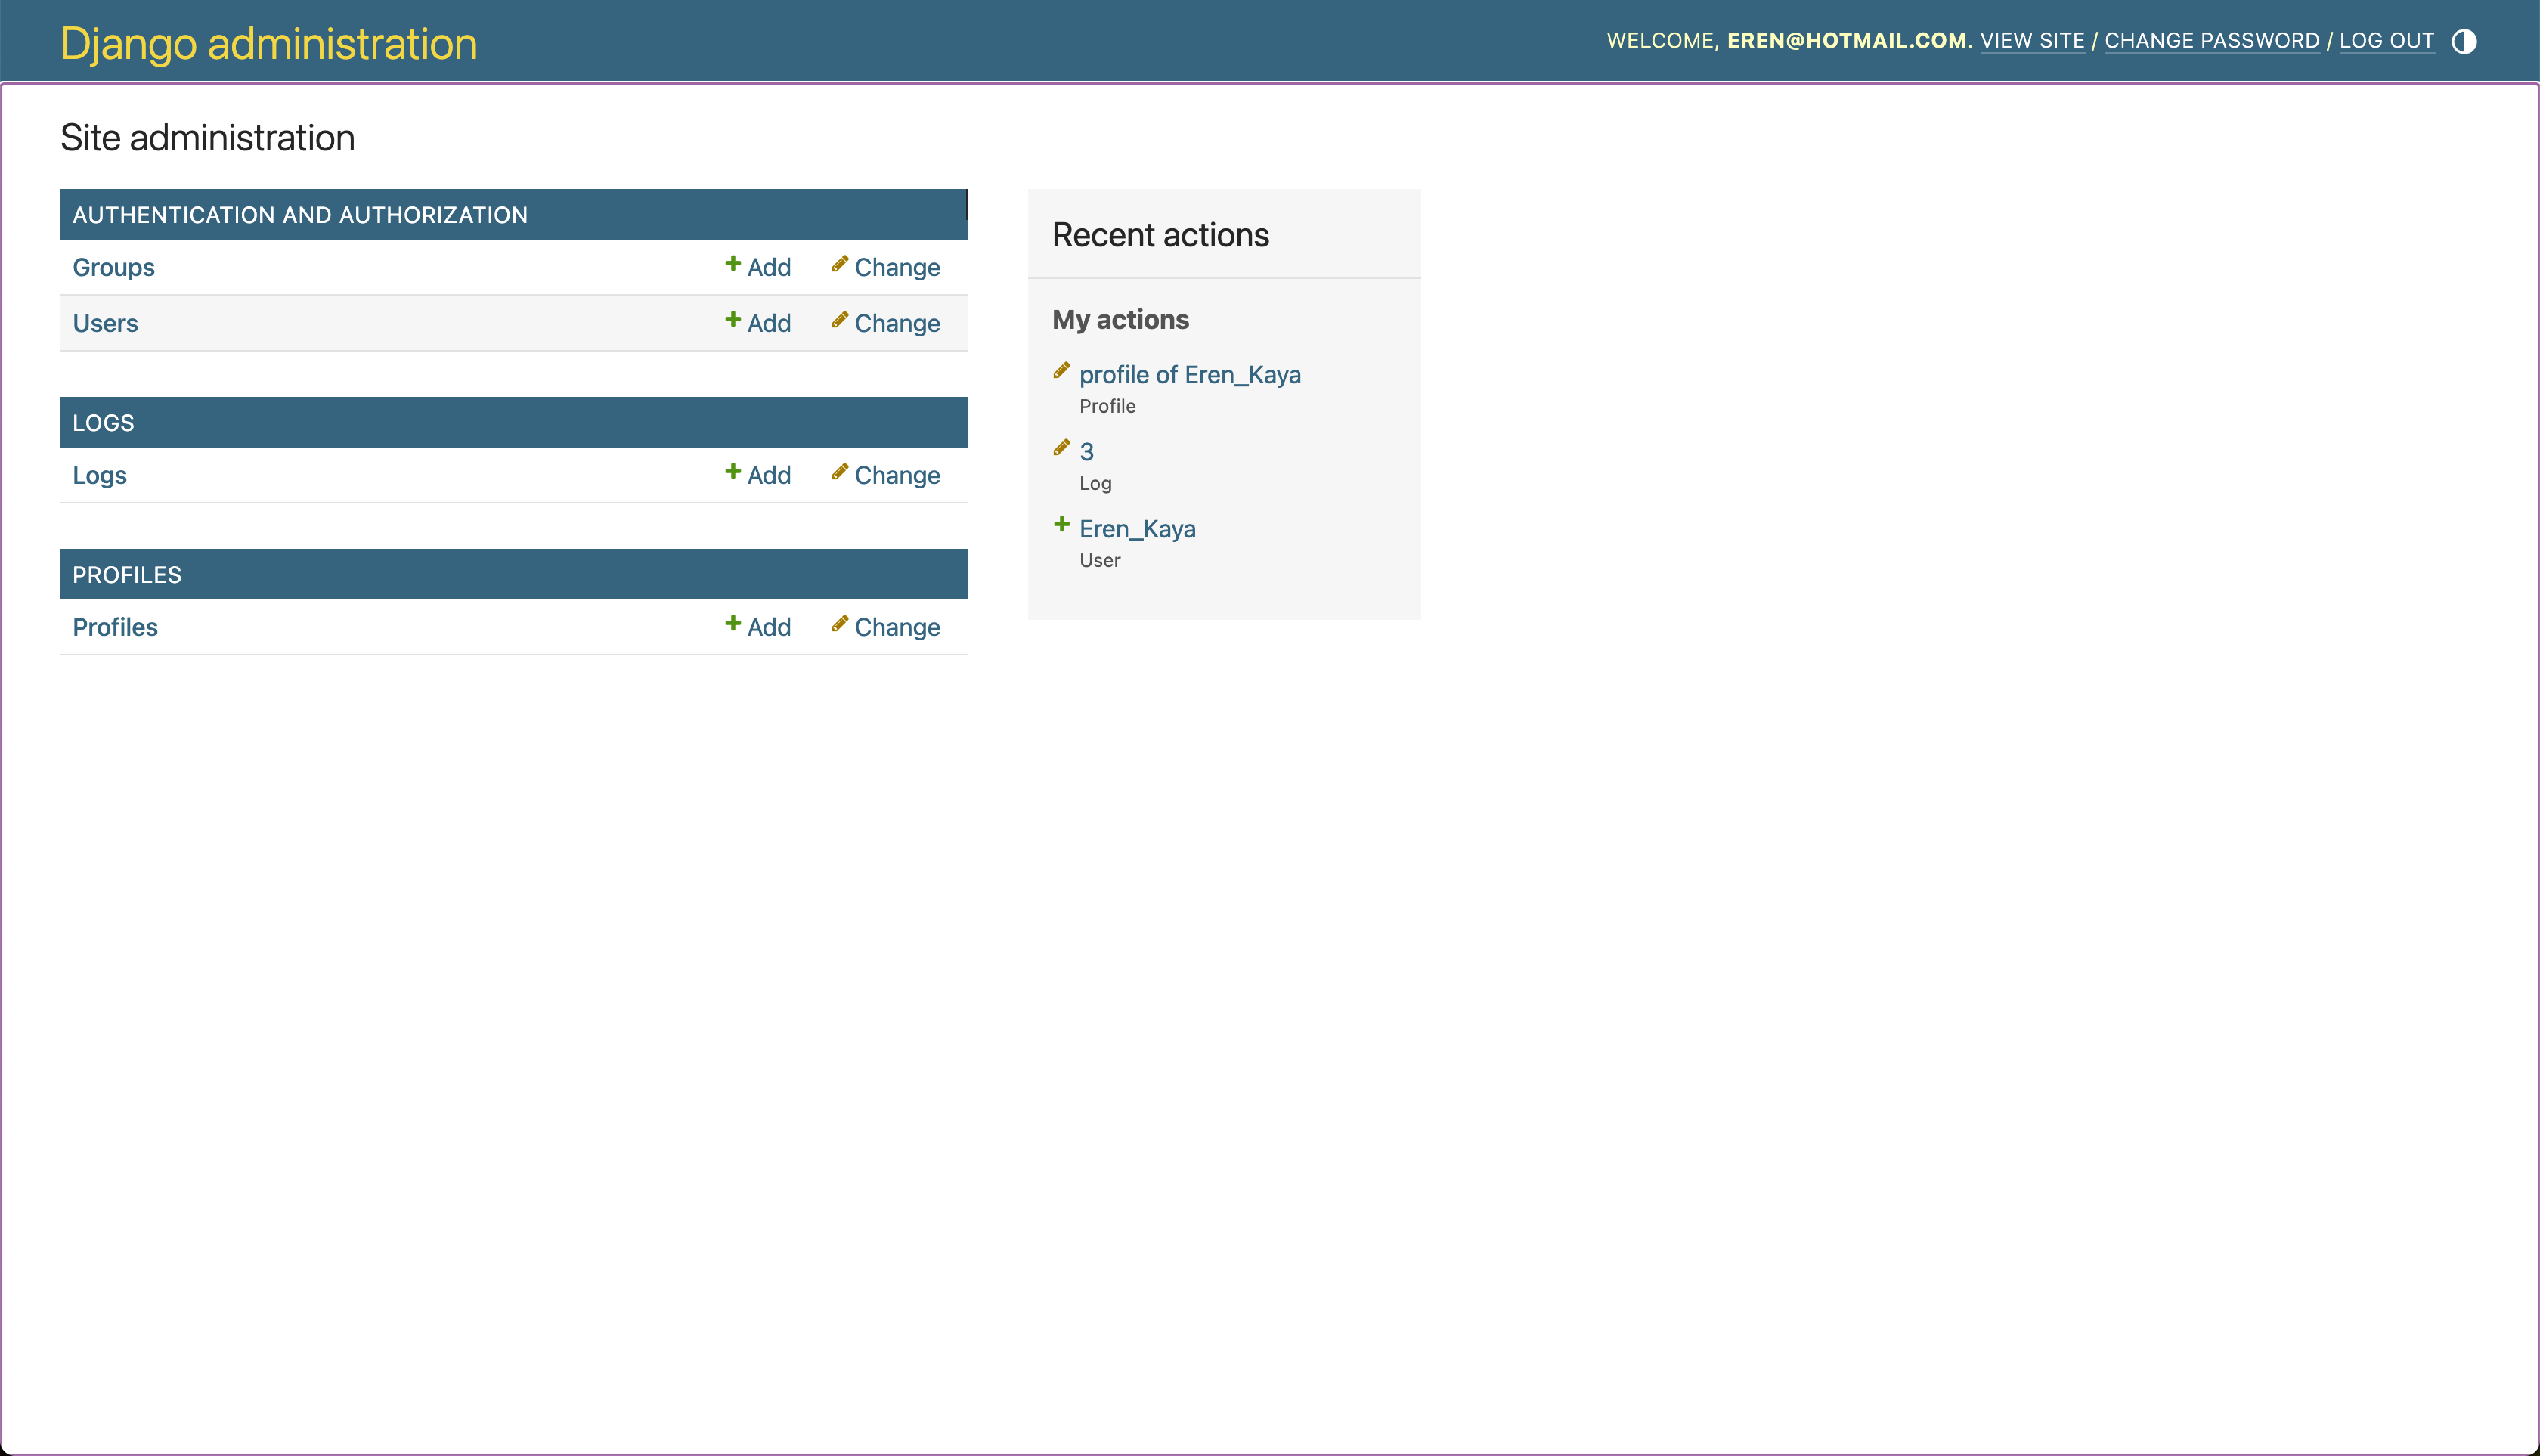 Django administration
WELCOME, EREN@HOTMAIL.COM. VIEW SITE / CHANGE PASSWORD / LOG OUT
Site administration
AUTHENTICATION AND AUTHORIZATION
Groups Add Change
Users Add Change
LOGS
Logs Add Change
PROFILES
Profiles Add Change
Recent actions
My actions
profile of Eren_Kaya
Profile
3
Log
Eren_Kaya
User